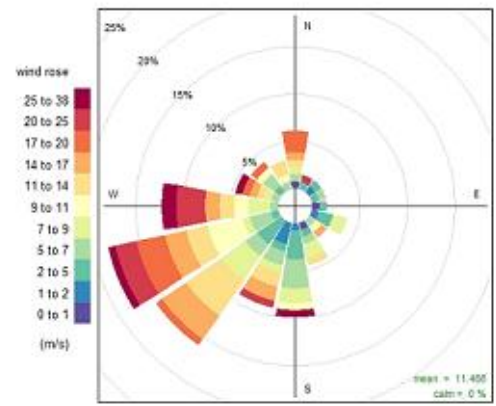 25%
20%
15%
10%
5%
N
W
E
S
wind rose
25 to 38
20 to 25
17 to 20
14 to 17
11 to 14
9 to 11
7 to 9
5 to 7
2 to 5
1 to 2
0 to 1
(m/s)
mean = 11.466
calm = 0 %